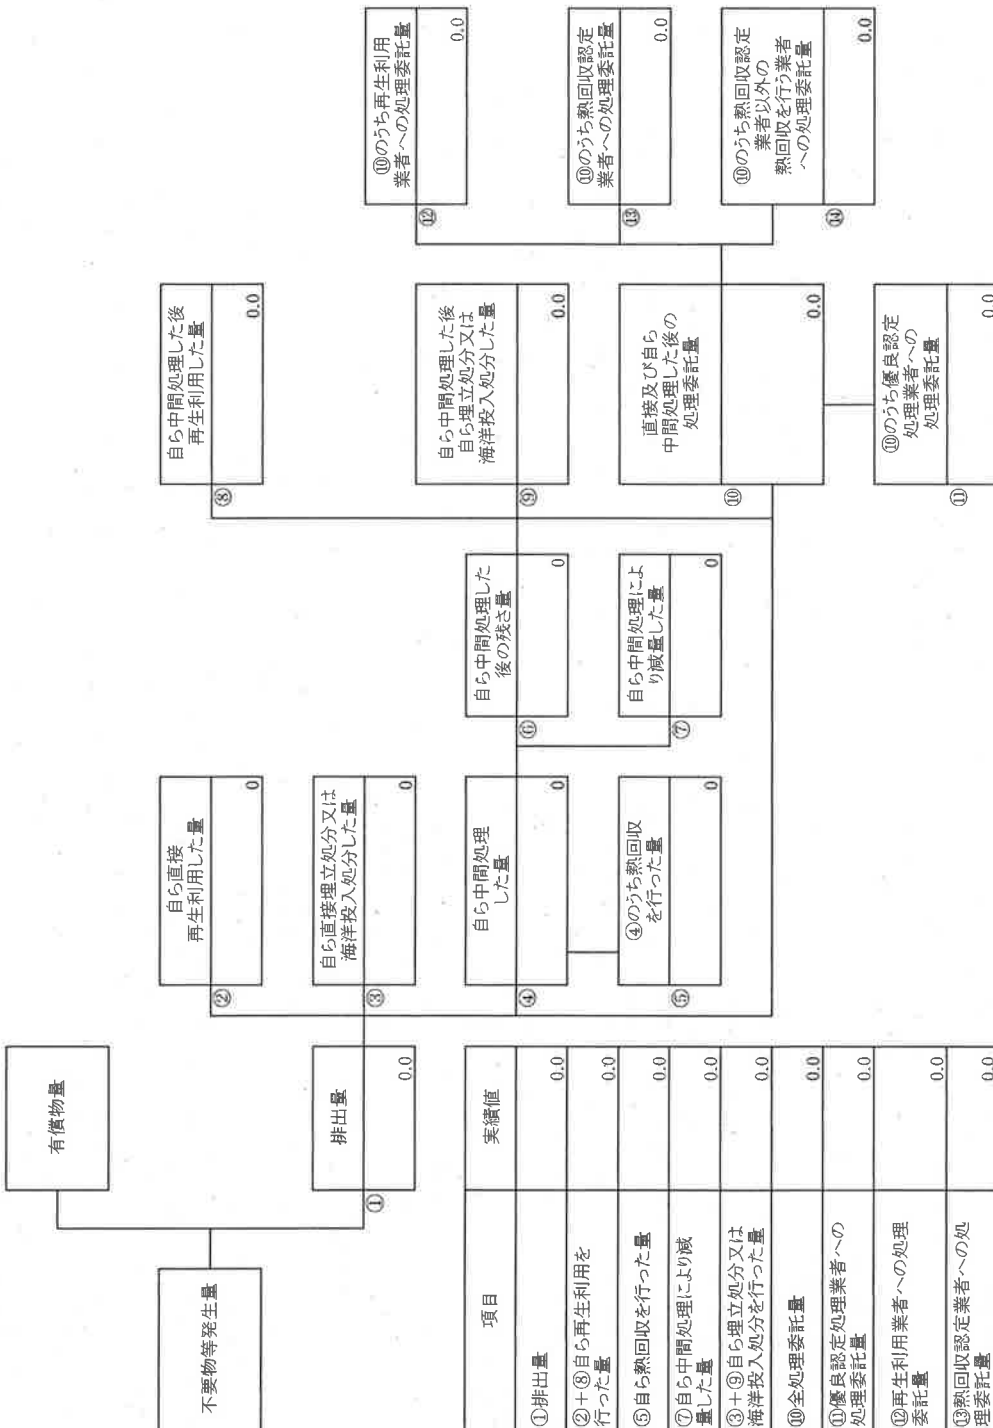 不要物等発生量
有償物量
①
排出量
0.0
②
自ら直接
再生利用した量
0
③
自ら直接埋立処分又は
海洋投入処分した量
0
④
自ら中間処理
した量
0
⑤
④のうち熱回収
を行った量
0
⑥
自ら中間処理した
後の残さ量
0
⑦
自ら中間処理によ
り減量した量
0
⑧
自ら中間処理した後
再生利用した量
0.0
⑨
自ら中間処理した後
自ら埋立処分又は
海洋投入処分した量
0.0
⑩
直接及び自ら
中間処理した後の
処理委託量
0.0
⑪
⑩のうち優良認定
処理業者への
処理委託量
0.0
⑫
⑩のうち再生利用
業者への処理委託量
0.0
⑬
⑩のうち熱回収認定
業者への処理委託量
0.0
⑭
⑩のうち熱回収認定
業者以外の
熱回収を行う業者
への処理委託量
0.0
項目 実績値
①排出量 0.0
②+⑧自ら再生利用を
行った量 0.0
⑤自ら熱回収を行った量 0.0
⑦自ら中間処理により減
量した量 0.0
③+⑨自ら埋立処分又は
海洋投入処分を行った量 0.0
⑩全処理委託量 0.0
⑪優良認定処理業者への
処理委託量 0.0
⑫再生利用業者への処理
委託量 0.0
⑬熱回収認定業者への処
理委託量 0.0